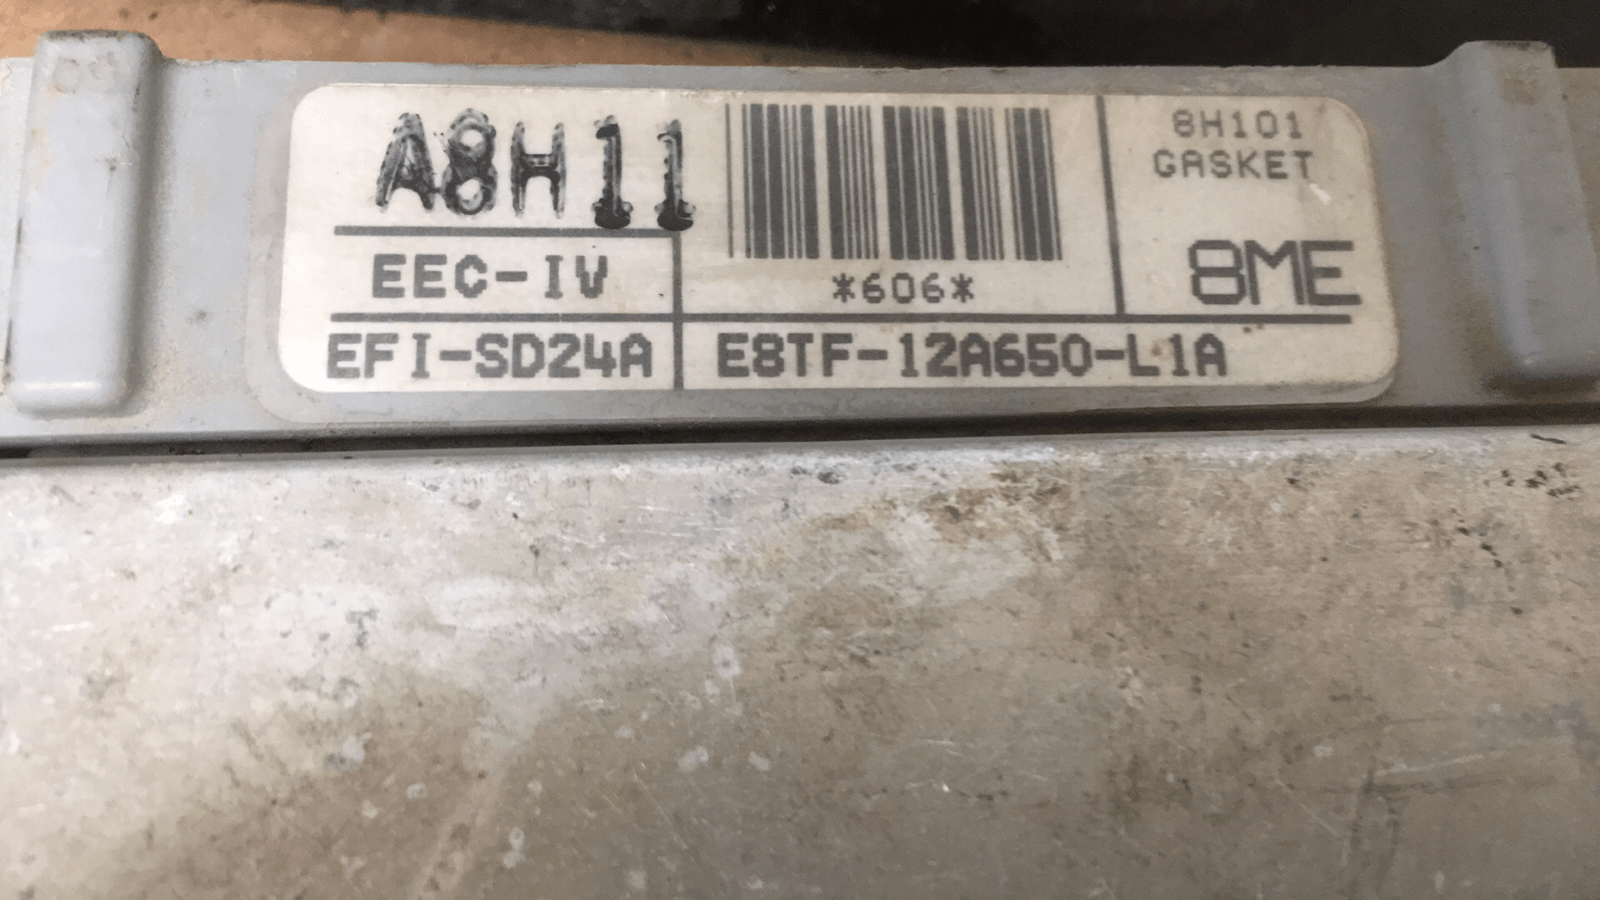 A8H11
8H101
GASKET
EEC-IV
*606*
8ME
EFI-SD24A
E8TF-12A650-L1A